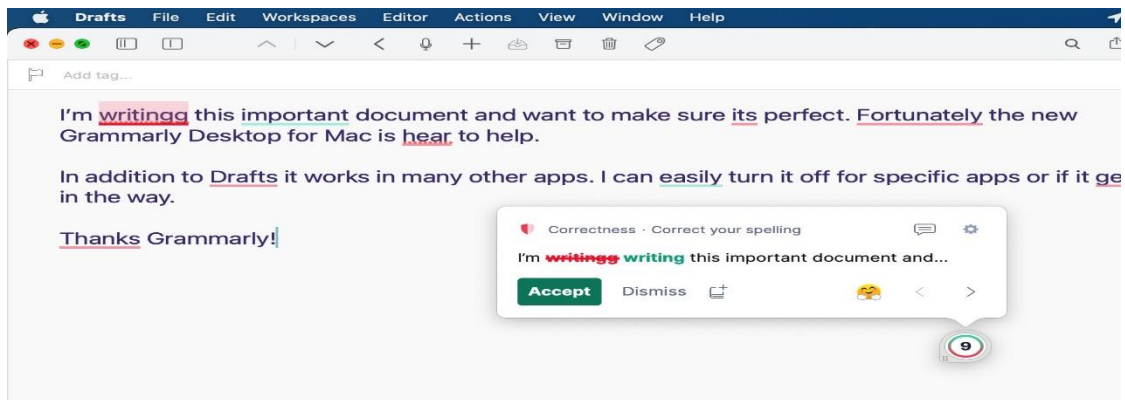 Drafts File Edit Workspaces Editor Actions View Window Help
Add tag...
I'm writingg this important document and want to make sure its perfect. Fortunately the new
Grammarly Desktop for Mac is hear to help.
In addition to Drafts it works in many other apps. I can easily turn it off for specific apps or if it ge
in the way.
Thanks Grammarly!
Correctness · Correct your spelling
I'm writingg writing this important document and...
Accept Dismiss
9